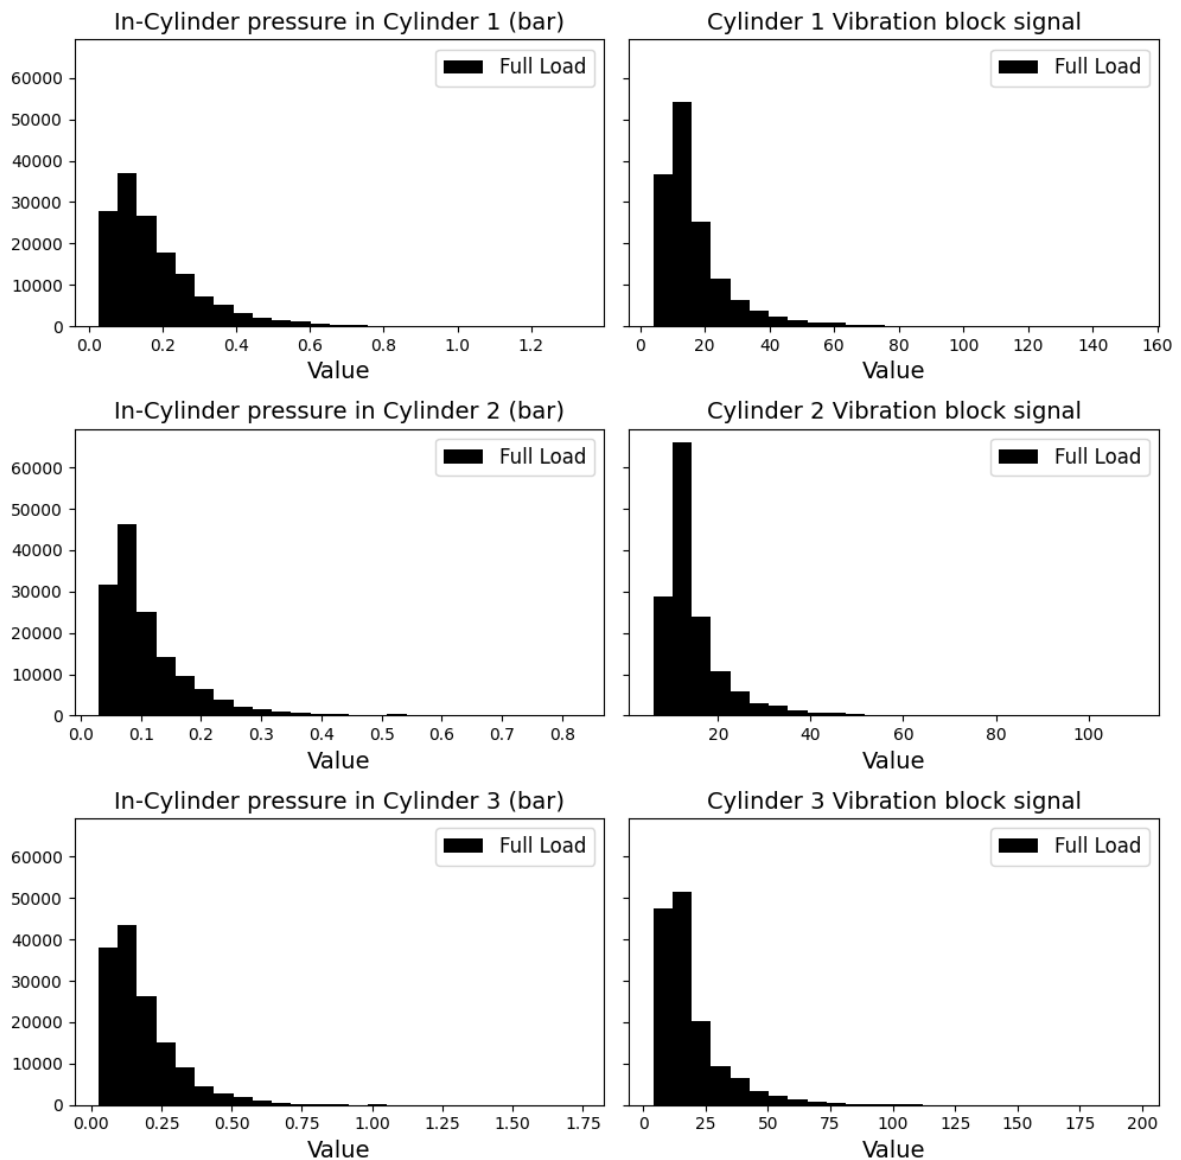 In-Cylinder pressure in Cylinder 1 (bar)
Full Load
60000
50000
40000
30000
20000
10000
0
0.0 0.2 0.4 0.6 0.8 1.0 1.2
Value
Cylinder 1 Vibration block signal
Full Load
0 20 40 60 80 100 120 140 160
Value
In-Cylinder pressure in Cylinder 2 (bar)
Full Load
60000
50000
40000
30000
20000
10000
0
0.0 0.1 0.2 0.3 0.4 0.5 0.6 0.7 0.8
Value
Cylinder 2 Vibration block signal
Full Load
20 40 60 80 100
Value
In-Cylinder pressure in Cylinder 3 (bar)
Full Load
60000
50000
40000
30000
20000
10000
0
0.00 0.25 0.50 0.75 1.00 1.25 1.50 1.75
Value
Cylinder 3 Vibration block signal
Full Load
0 25 50 75 100 125 150 175 200
Value